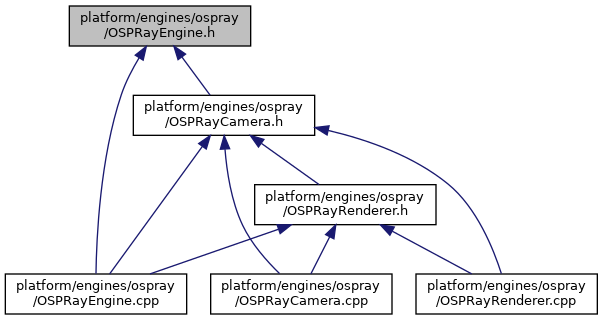 platform/engines/ospray
/OSPRayEngine.h
platform/engines/ospray
/OSPRayCamera.h
platform/engines/ospray
/OSPRayRenderer.h
platform/engines/ospray
/OSPRayEngine.cpp
platform/engines/ospray
/OSPRayCamera.cpp
platform/engines/ospray
/OSPRayRenderer.cpp